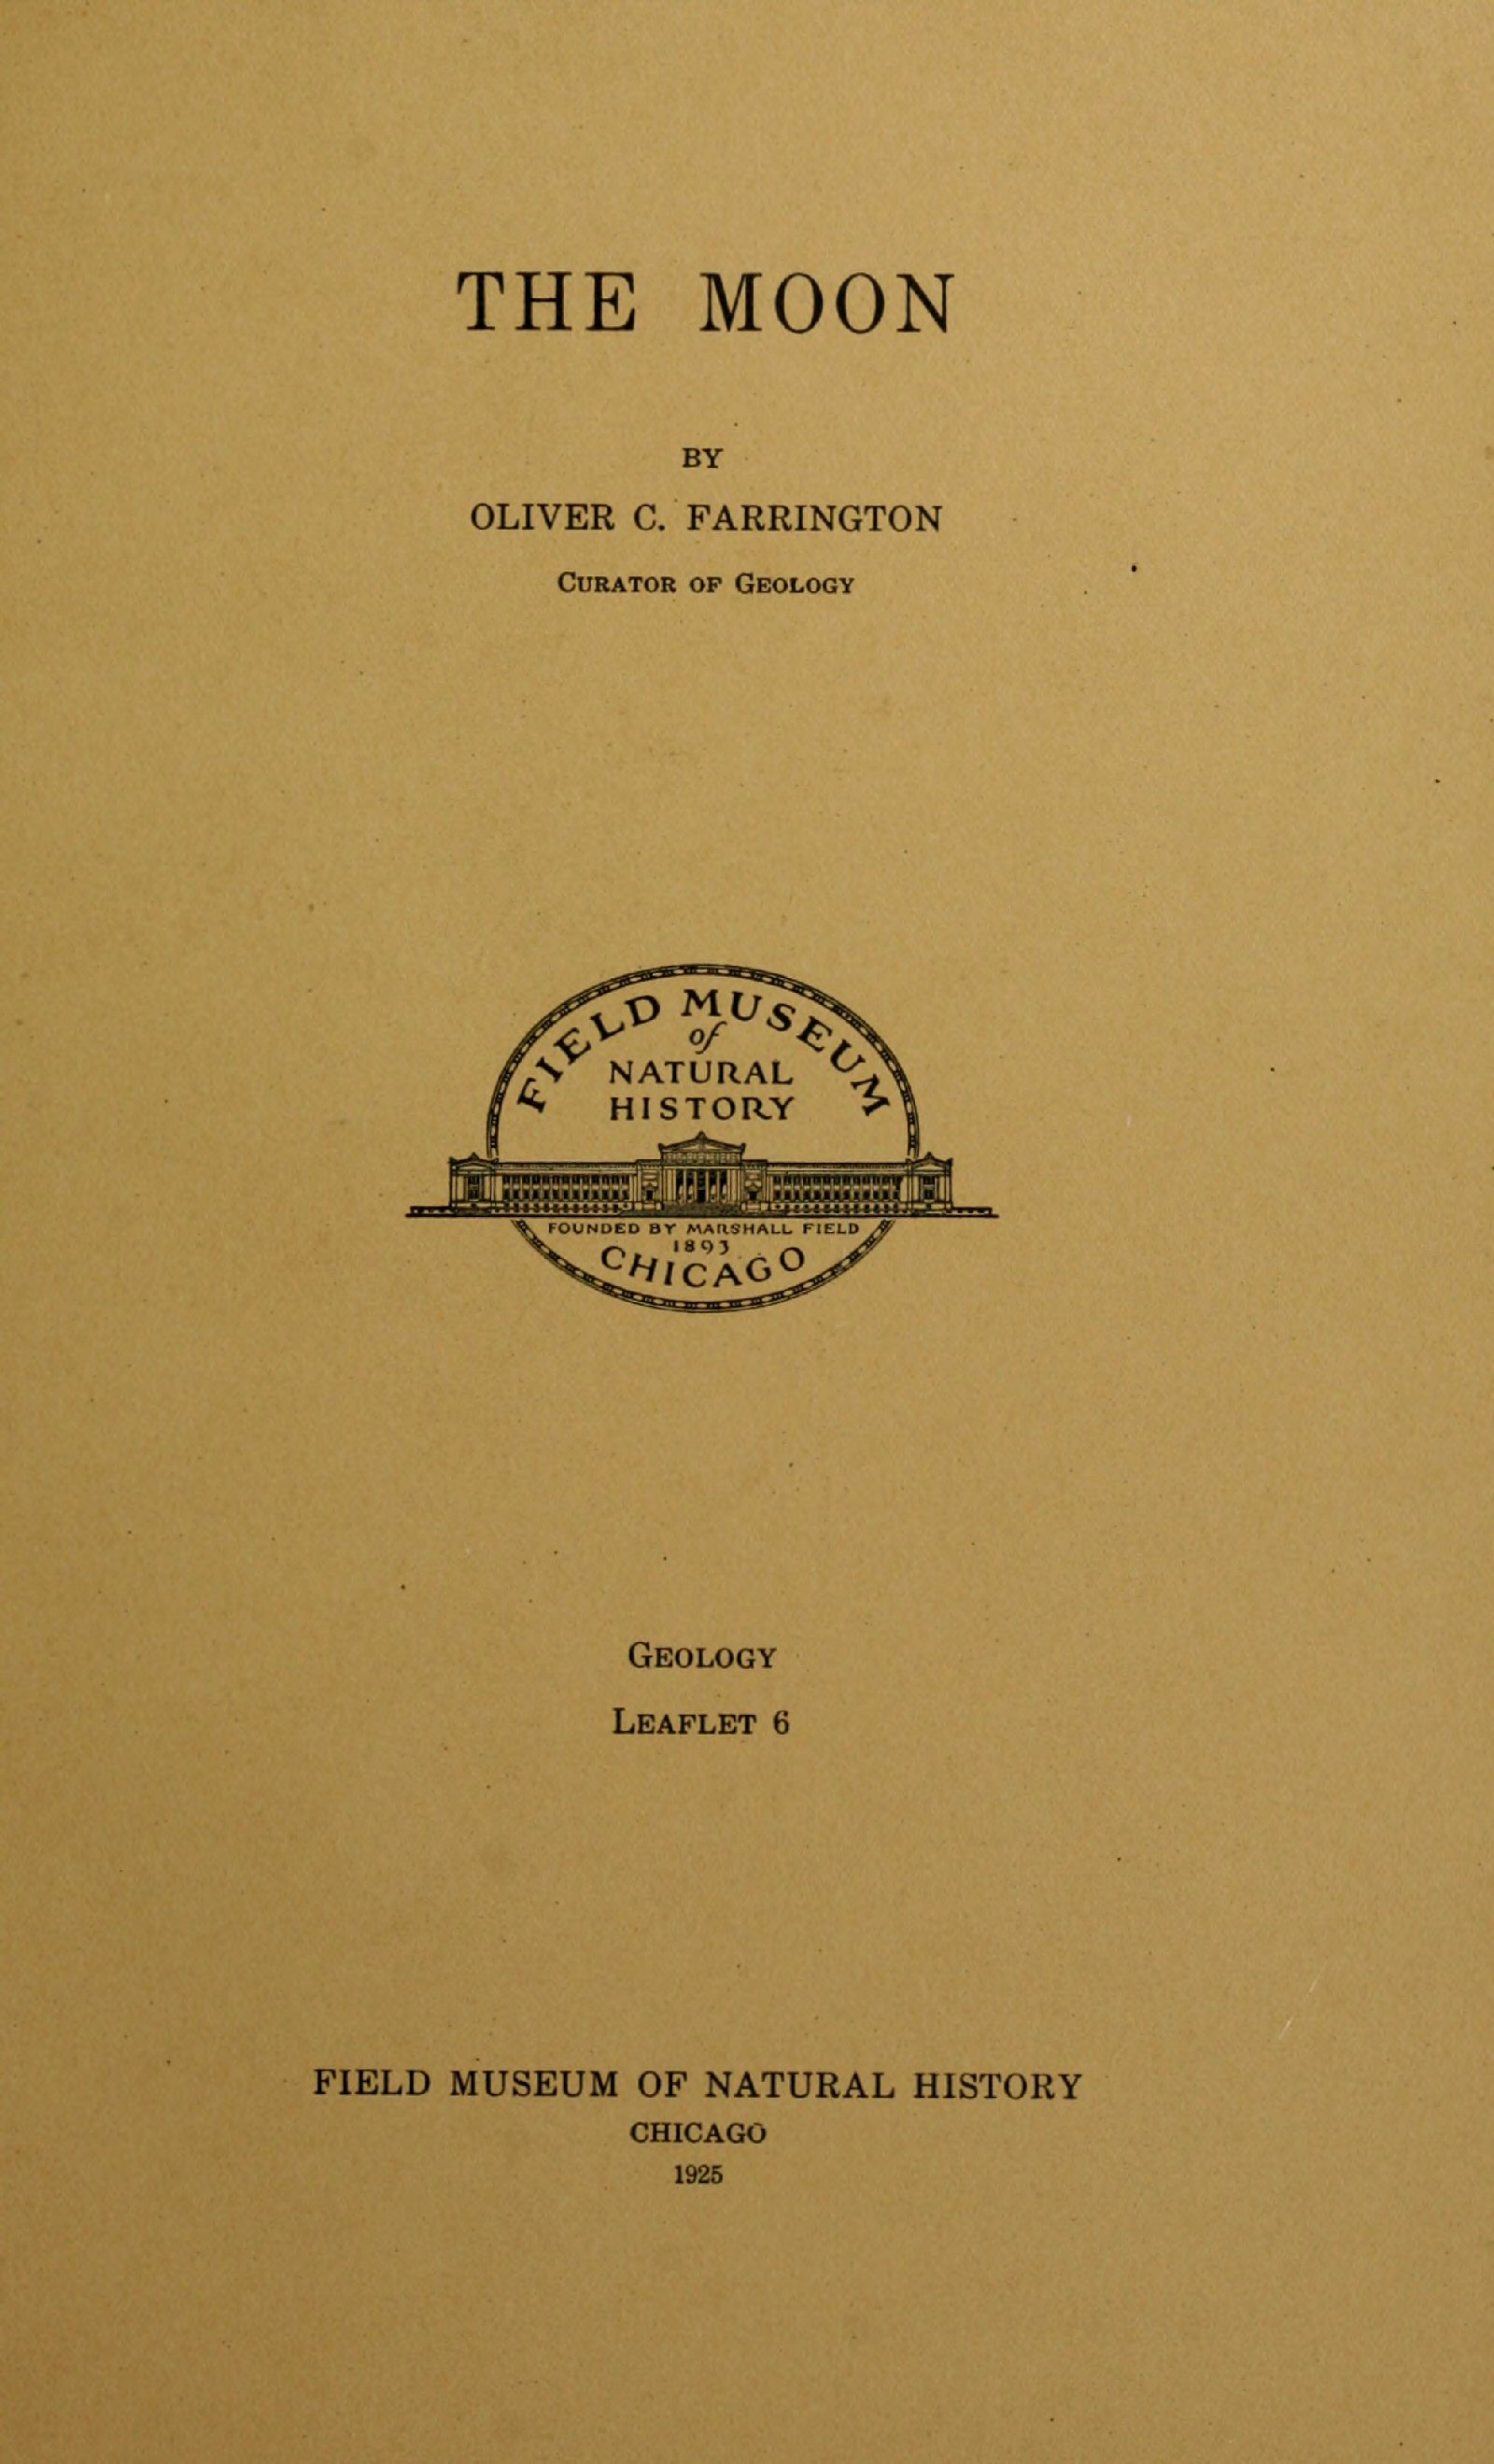 THE MOON
BY
OLIVER C. FARRINGTON
CURATOR OF GEOLOGY
FIELD MUSEUM
of
NATURAL
HISTORY
FOUNDED BY MARSHALL FIELD
1893
CHICAGO
GEOLOGY
LEAFLET 6
FIELD MUSEUM OF NATURAL HISTORY
CHICAGO
1925